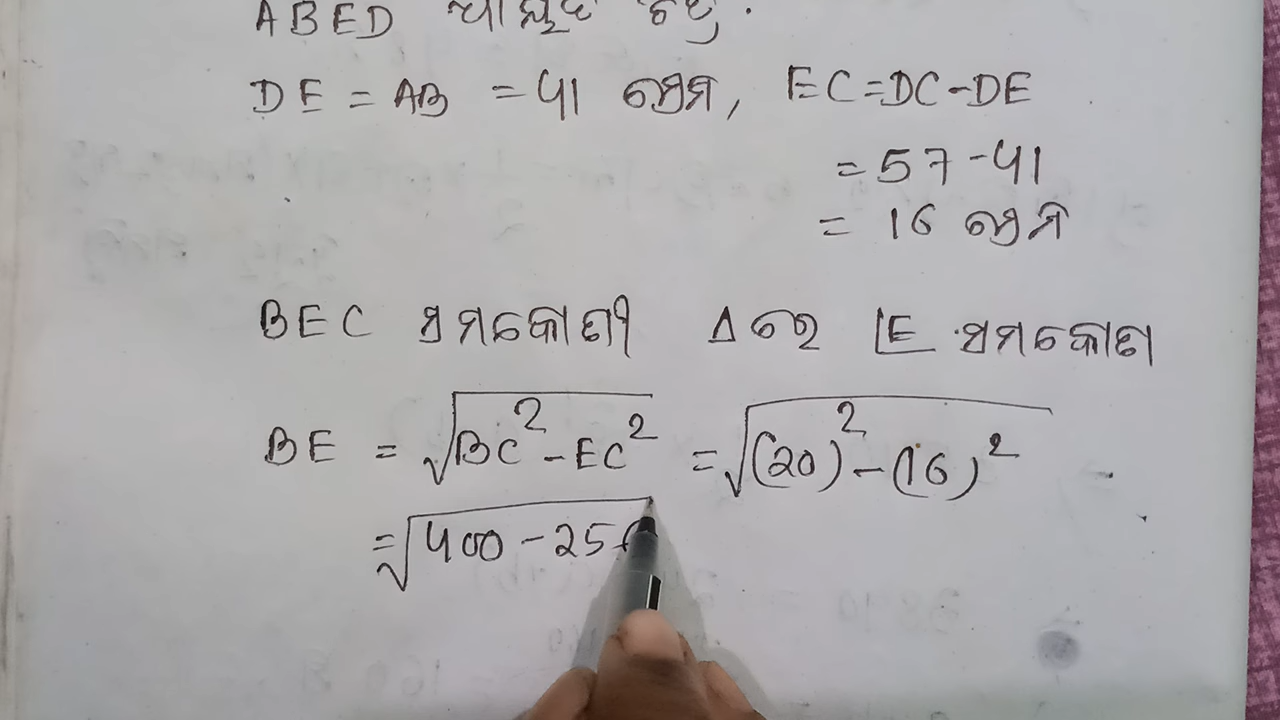 ABED ଆୟତ ଚିତ୍ର.
DE = AB = 41 ସେମି, EC=DC-DE
= 57 - 41
= 16 ସେମି
BEC ସମକୋଣୀ Δ ରେ ∠E ସମକୋଣ
BE = √BC² - EC² = √(20)² - (16)²
= √400 - 256